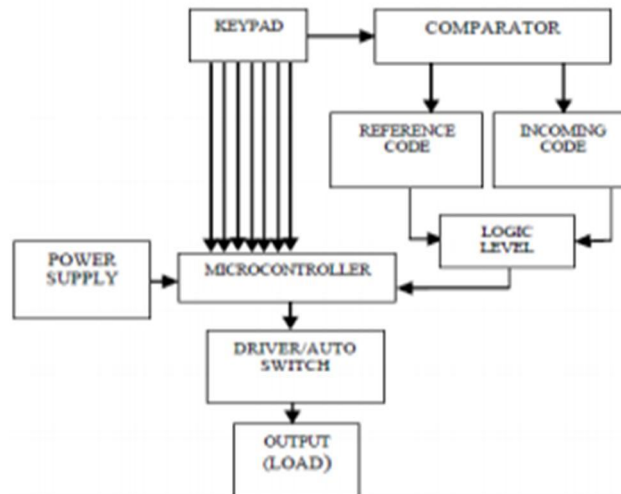 KEYPAD
COMPARATOR
REFERENCE
CODE
INCOMING
CODE
LOGIC
LEVEL
POWER
SUPPLY
MICROCONTROLLER
DRIVER/AUTO
SWITCH
OUTPUT
(LOAD)